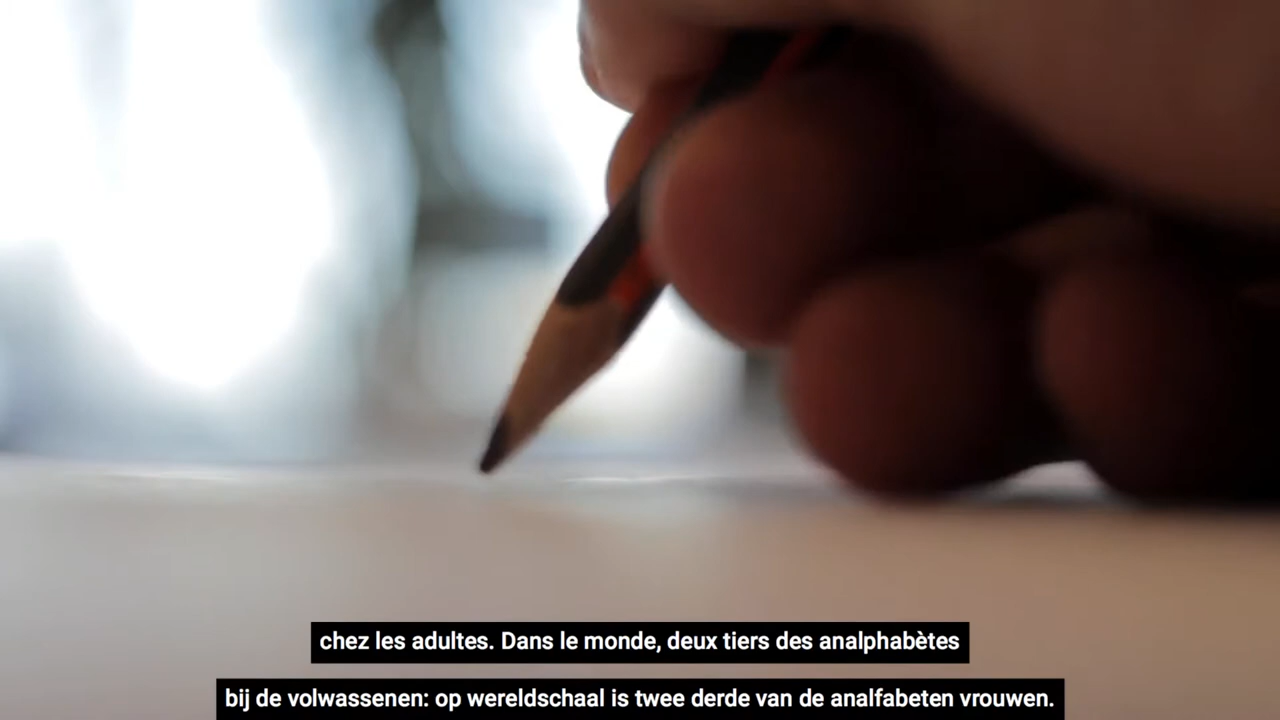 chez les adultes. Dans le monde, deux tiers des analphabètes
bij de volwassenen: op wereldschaal is twee derde van de analfabeten vrouwen.